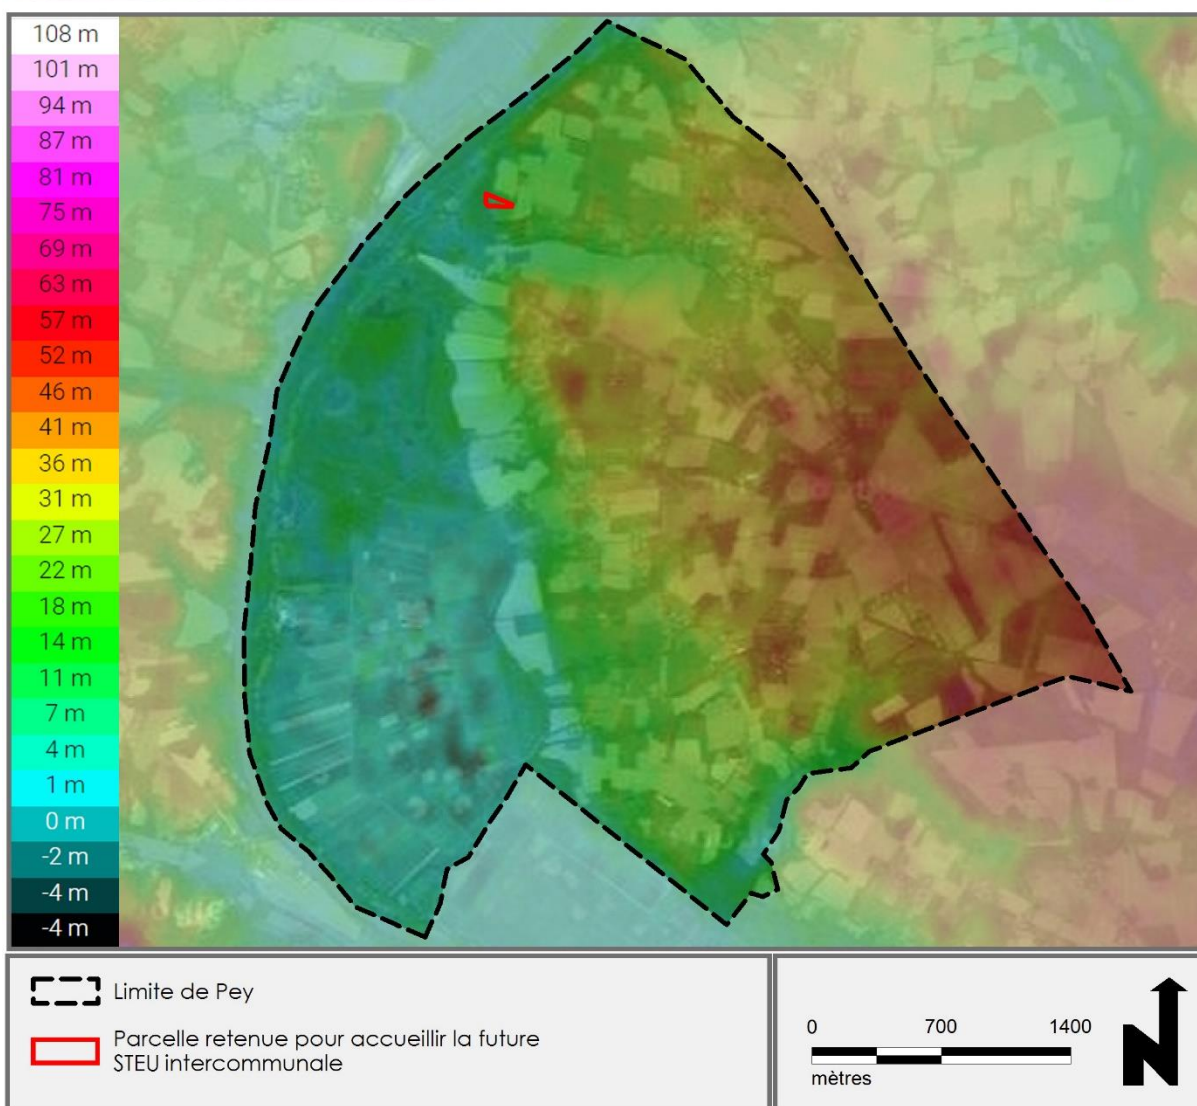 108 m
101 m
94 m
87 m
81 m
75 m
69 m
63 m
57 m
52 m
46 m
41 m
36 m
31 m
27 m
22 m
18 m
14 m
11 m
7 m
4 m
1 m
0 m
-2 m
-4 m
-4 m
Limite de Pey
Parcelle retenue pour accueillir la future
STEU intercommunale
0 700 1400
mètres
N